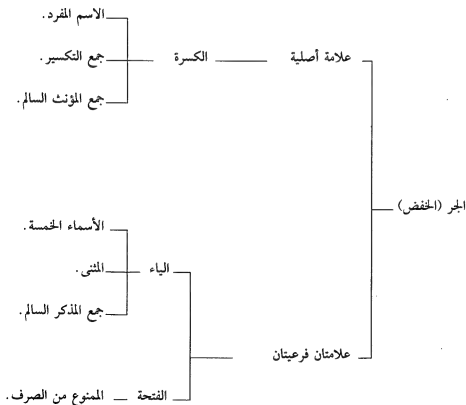 الجر (الخفض)
علامة أصلية
الكسرة
الاسم المفرد.
جمع التكسير.
جمع المؤنث السالم.
علامتان فرعيتان
الياء
الأسماء الخمسة.
المثنى.
جمع المذكر السالم.
الفتحة
الممنوع من الصرف.